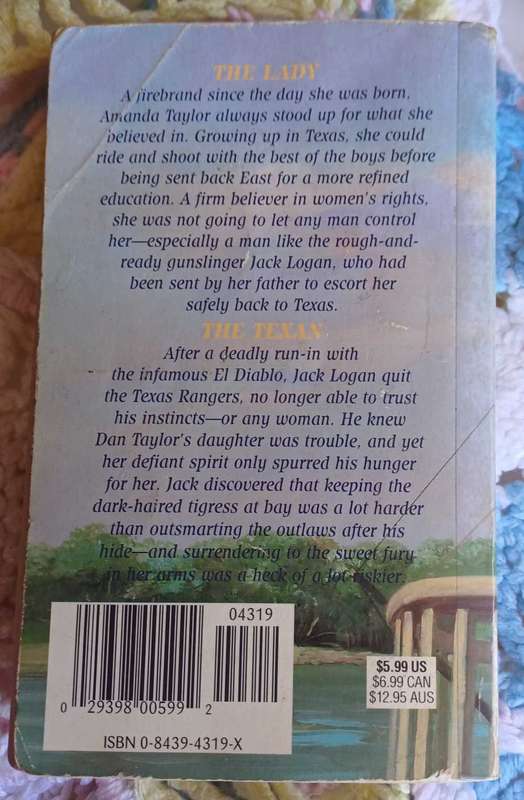 THE LADY
A firebrand since the day she was born,
Amanda Taylor always stood up for what she
believed in. Growing up in Texas, she could
ride and shoot with the best of the boys before
being sent back East for a more refined
education. A firm believer in women's rights,
she was not going to let any man control
her—especially a man like the rough-and-
ready gunslinger Jack Logan, who had
been sent by her father to escort her
safely back to Texas.
THE TEXAN
After a deadly run-in with
the infamous El Diablo, Jack Logan quit
the Texas Rangers, no longer able to trust
his instincts—or any woman. He knew
Dan Taylor's daughter was trouble, and yet
her defiant spirit only spurred his hunger
for her. Jack discovered that keeping the
dark-haired tigress at bay was a lot harder
than outsmarting the outlaws after his
hide—and surrendering to the sweet fury
in her arms was a heck of a lot riskier.
04319
0 29398 00599 2
ISBN 0-8439-4319-X
$5.99 US
$6.99 CAN
$12.95 AUS